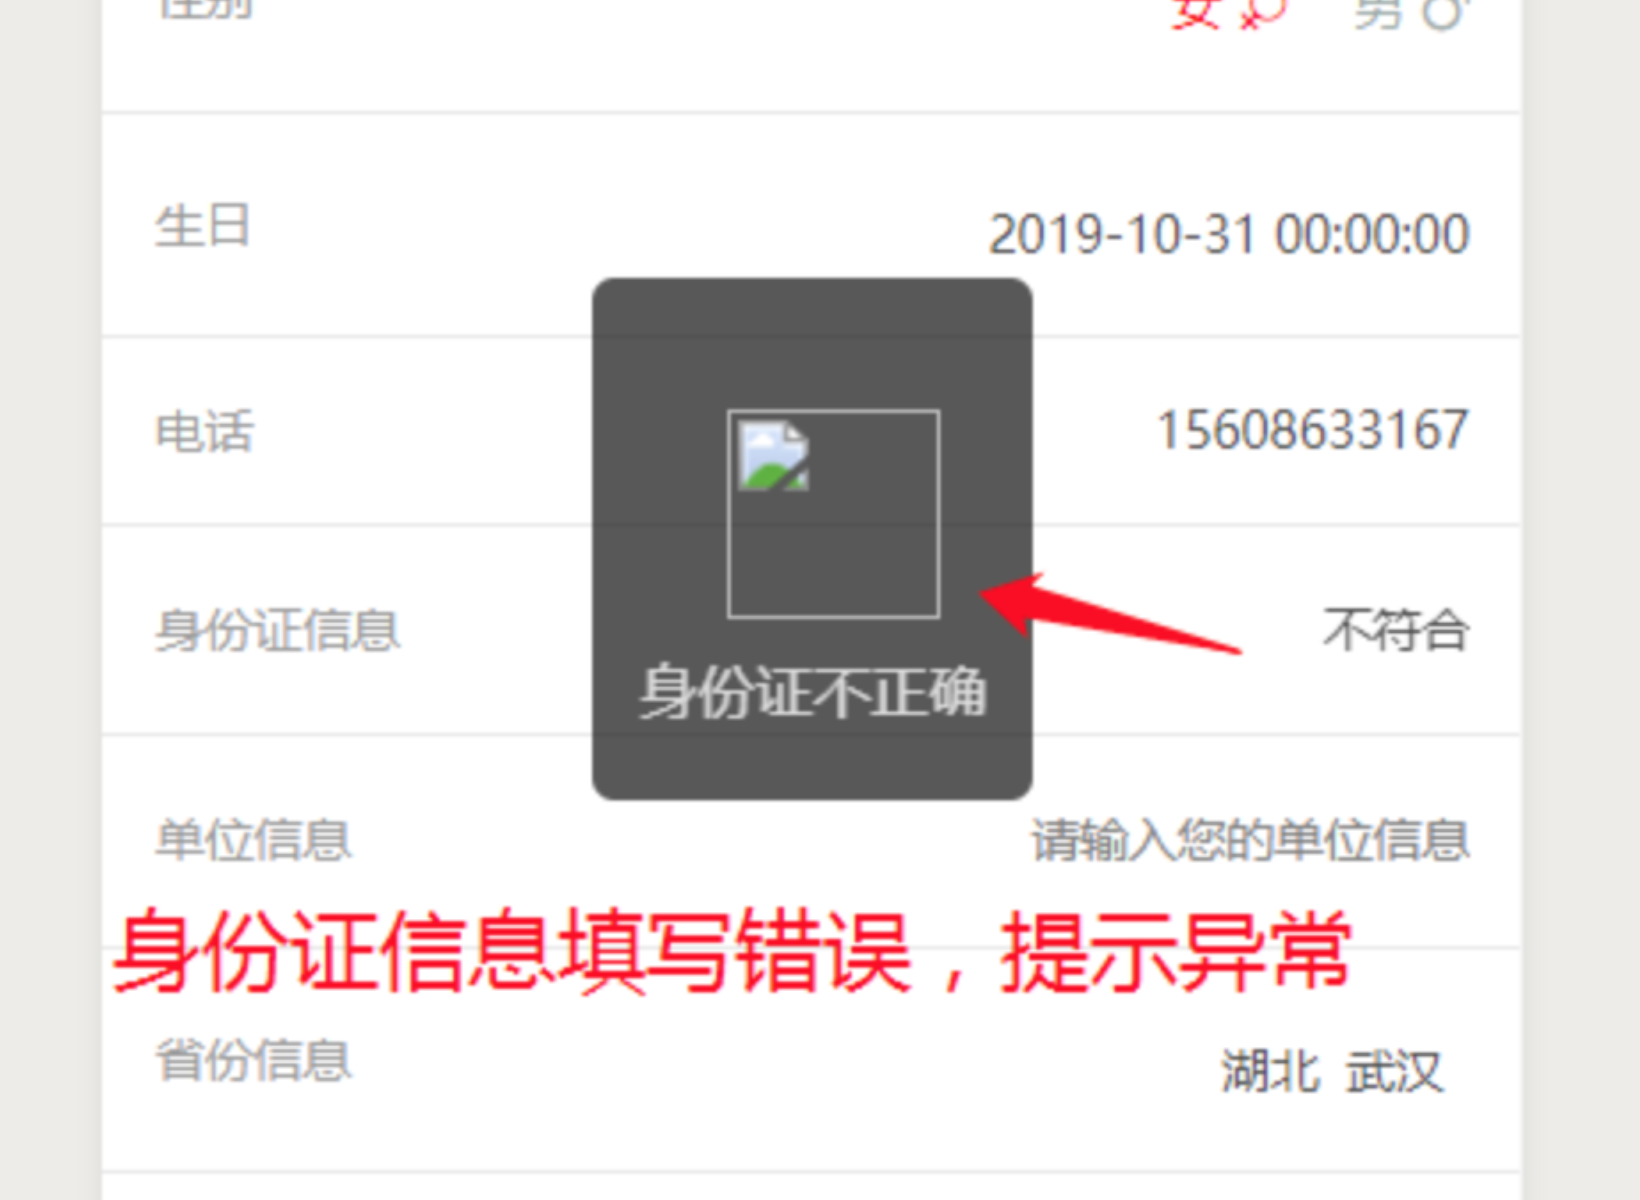 性别 女♀ 男♂
生日 2019-10-31 00:00:00
电话 15608633167
身份证信息 不符合
身份证不正确
单位信息 请输入您的单位信息
身份证信息填写错误，提示异常
省份信息 湖北 武汉